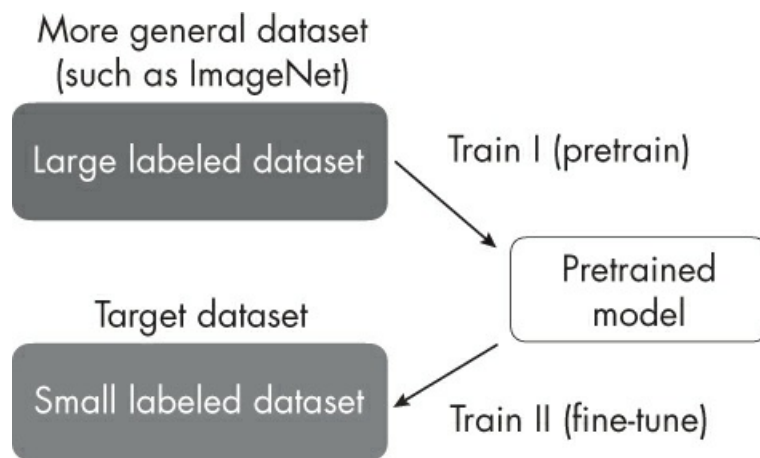 More general dataset
(such as ImageNet)
Large labeled dataset
Train I (pretrain)
Pretrained
model
Target dataset
Small labeled dataset
Train II (fine-tune)